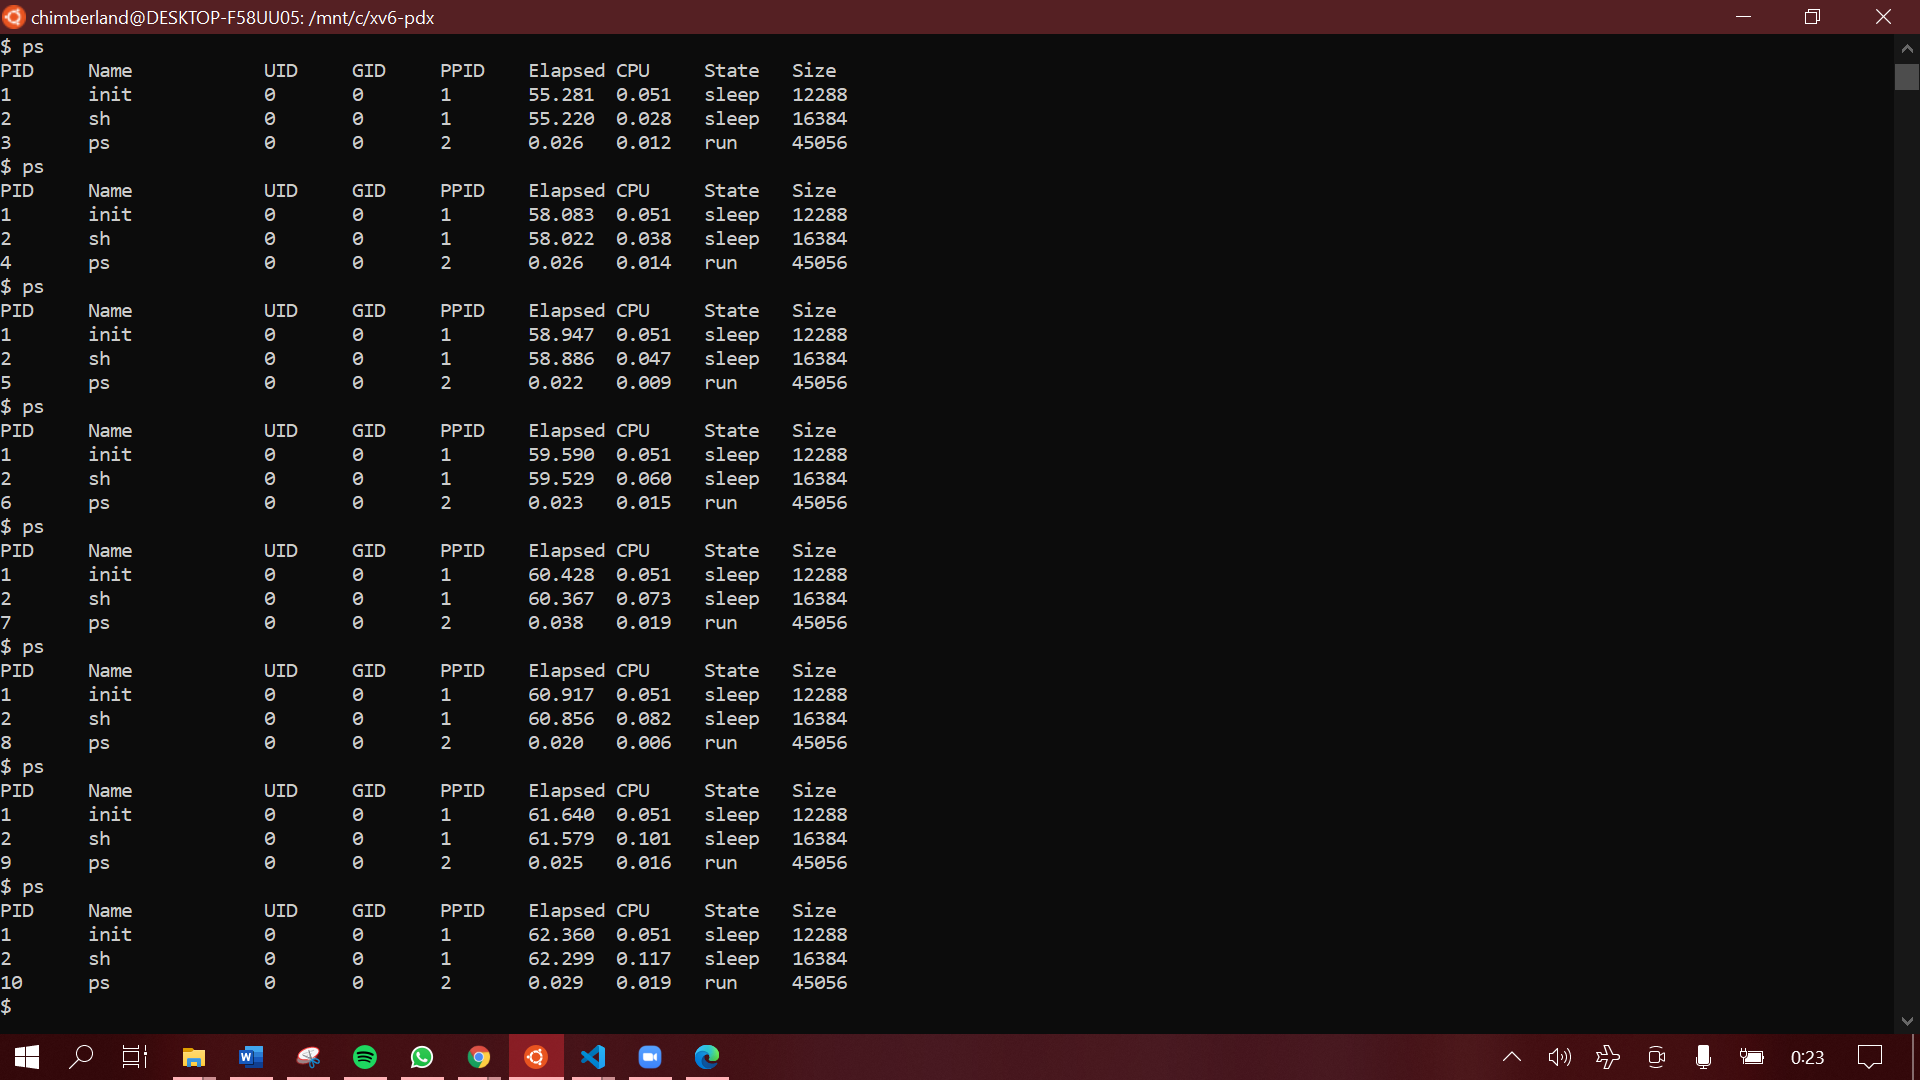 chimberland@DESKTOP-F58UU05: /mnt/c/xv6-pdx
$ ps
PID Name UID GID PPID Elapsed CPU State Size
1 init 0 0 1 55.281 0.051 sleep 12288
2 sh 0 0 1 55.220 0.028 sleep 16384
3 ps 0 0 2 0.026 0.012 run 45056
$ ps
PID Name UID GID PPID Elapsed CPU State Size
1 init 0 0 1 58.083 0.051 sleep 12288
2 sh 0 0 1 58.022 0.038 sleep 16384
4 ps 0 0 2 0.026 0.014 run 45056
$ ps
PID Name UID GID PPID Elapsed CPU State Size
1 init 0 0 1 58.947 0.051 sleep 12288
2 sh 0 0 1 58.886 0.047 sleep 16384
5 ps 0 0 2 0.022 0.009 run 45056
$ ps
PID Name UID GID PPID Elapsed CPU State Size
1 init 0 0 1 59.590 0.051 sleep 12288
2 sh 0 0 1 59.529 0.060 sleep 16384
6 ps 0 0 2 0.023 0.015 run 45056
$ ps
PID Name UID GID PPID Elapsed CPU State Size
1 init 0 0 1 60.428 0.051 sleep 12288
2 sh 0 0 1 60.367 0.073 sleep 16384
7 ps 0 0 2 0.038 0.019 run 45056
$ ps
PID Name UID GID PPID Elapsed CPU State Size
1 init 0 0 1 60.917 0.051 sleep 12288
2 sh 0 0 1 60.856 0.082 sleep 16384
8 ps 0 0 2 0.020 0.006 run 45056
$ ps
PID Name UID GID PPID Elapsed CPU State Size
1 init 0 0 1 61.640 0.051 sleep 12288
2 sh 0 0 1 61.579 0.101 sleep 16384
9 ps 0 0 2 0.025 0.016 run 45056
$ ps
PID Name UID GID PPID Elapsed CPU State Size
1 init 0 0 1 62.360 0.051 sleep 12288
2 sh 0 0 1 62.299 0.117 sleep 16384
10 ps 0 0 2 0.029 0.019 run 45056
$
0:23